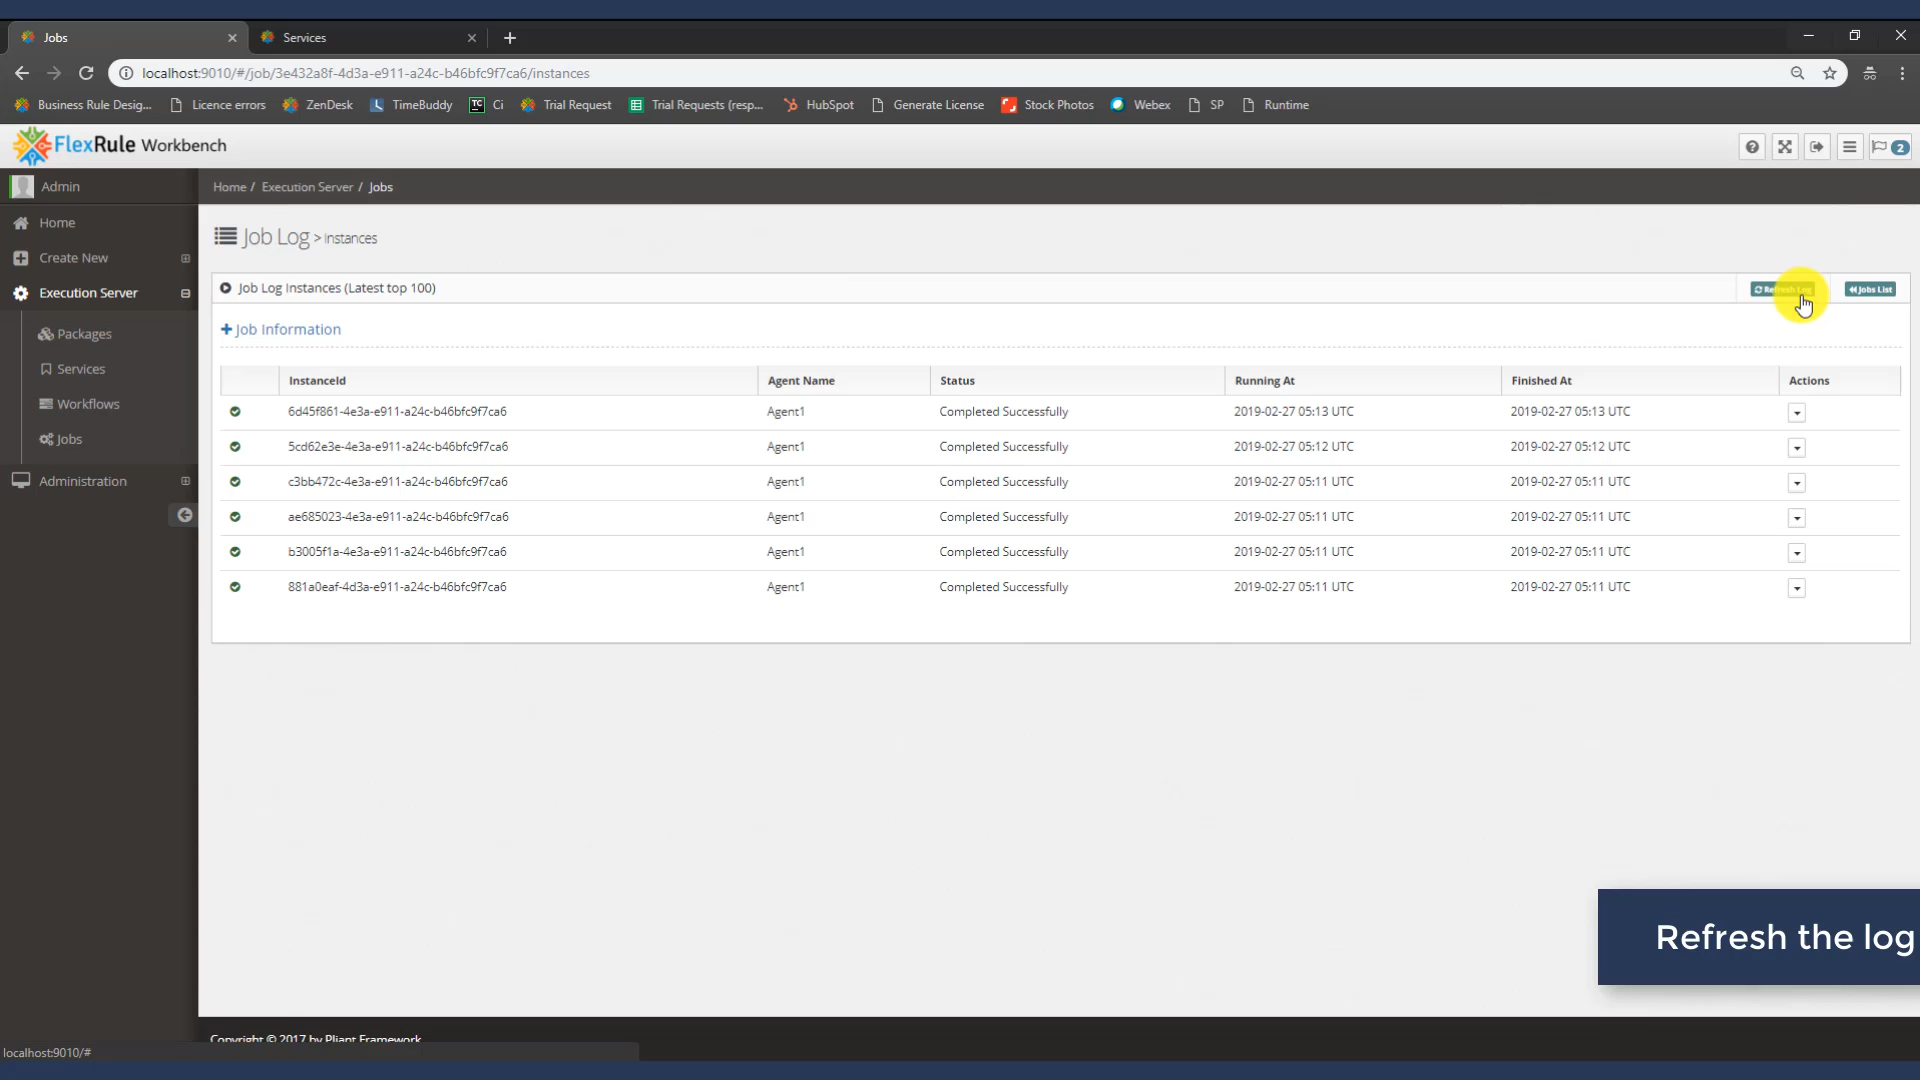 Jobs
Services
localhost:9010/#/job/3e432a8f-4d3a-e911-a24c-b46bfc9f7ca6/instances
Business Rule Desig...
Licence errors
ZenDesk
TimeBuddy
TC
Ci
Trial Request
Trial Requests (resp...
HubSpot
Generate License
Stock Photos
Webex
SP
Runtime
FlexRule Workbench
2
Admin
Home / Execution Server / Jobs
Home
Create New
Execution Server
Packages
Services
Workflows
Jobs
Administration
Job Log > instances
Job Log Instances (Latest top 100)
Refresh Log
Jobs List
Job Information
InstanceId Agent Name Status Running At Finished At Actions
6d45f861-4e3a-e911-a24c-b46bfc9f7ca6 Agent1 Completed Successfully 2019-02-27 05:13 UTC 2019-02-27 05:13 UTC
5cd62e3e-4e3a-e911-a24c-b46bfc9f7ca6 Agent1 Completed Successfully 2019-02-27 05:12 UTC 2019-02-27 05:12 UTC
c3bb472c-4e3a-e911-a24c-b46bfc9f7ca6 Agent1 Completed Successfully 2019-02-27 05:11 UTC 2019-02-27 05:11 UTC
ae685023-4e3a-e911-a24c-b46bfc9f7ca6 Agent1 Completed Successfully 2019-02-27 05:11 UTC 2019-02-27 05:11 UTC
b3005f1a-4e3a-e911-a24c-b46bfc9f7ca6 Agent1 Completed Successfully 2019-02-27 05:11 UTC 2019-02-27 05:11 UTC
881a0eaf-4d3a-e911-a24c-b46bfc9f7ca6 Agent1 Completed Successfully 2019-02-27 05:11 UTC 2019-02-27 05:11 UTC
Refresh the log
Copyright © 2017 by Pliant Framework
localhost:9010/#